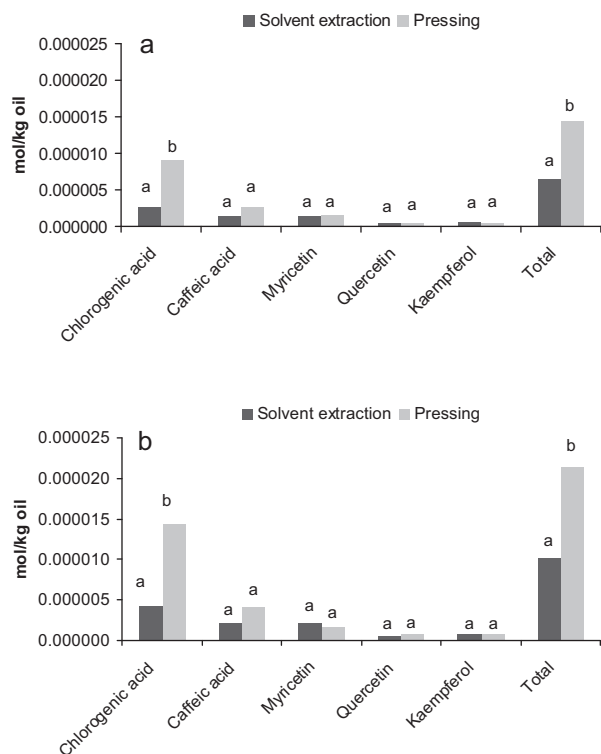 Solvent extraction Pressing
a
mol/kg oil
0.000025
0.000020
0.000015
0.000010
0.000005
0.000000
a b a a a a a a a a a b
Chlorogenic acid
Caffeic acid
Myricetin
Quercetin
Kaempferol
Total
Solvent extraction Pressing
b
mol/kg oil
0.000025
0.000020
0.000015
0.000010
0.000005
0.000000
a b a a a a a a a a a b
Chlorogenic acid
Caffeic acid
Myricetin
Quercetin
Kaempferol
Total